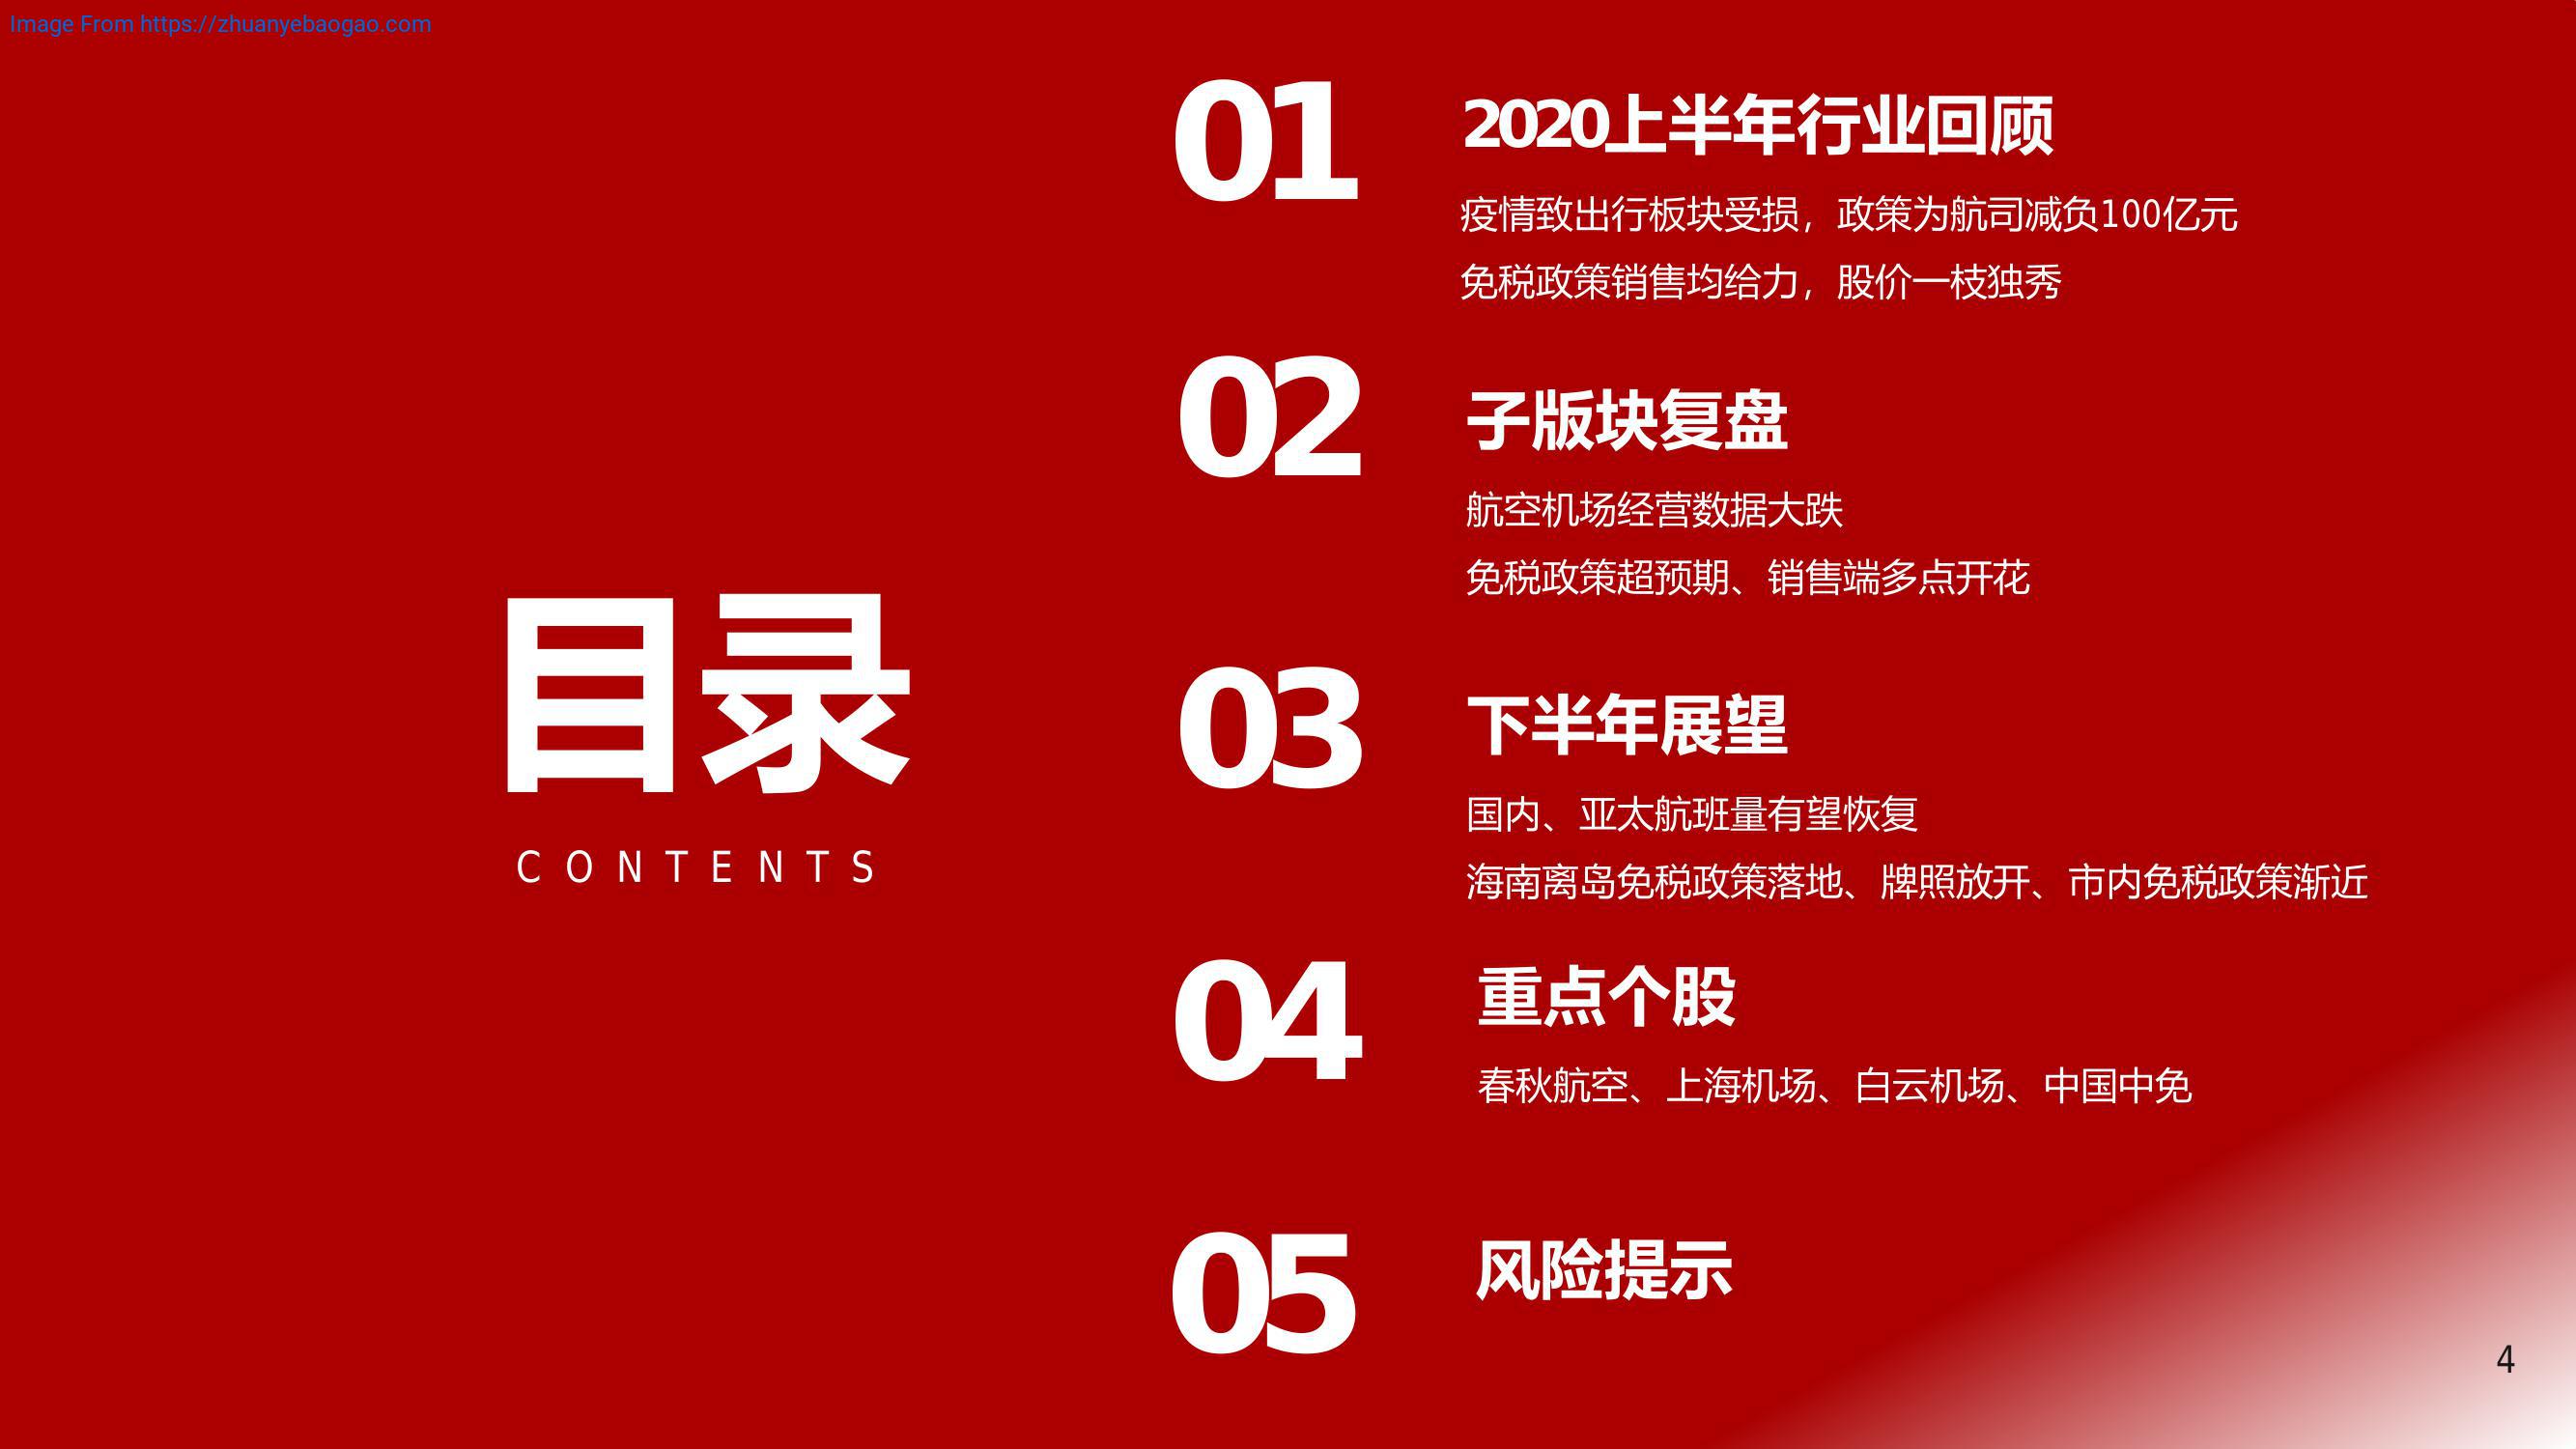 Image From https://zhuanyebaogao.com
目录
CONTENTS
01
2020上半年行业回顾
疫情致出行板块受损，政策为航司减负100亿元
免税政策销售均给力，股价一枝独秀
02
子版块复盘
航空机场经营数据大跌
免税政策超预期、销售端多点开花
03
下半年展望
国内、亚太航班量有望恢复
海南离岛免税政策落地、牌照放开、市内免税政策渐近
04
重点个股
春秋航空、上海机场、白云机场、中国中免
05
风险提示
4